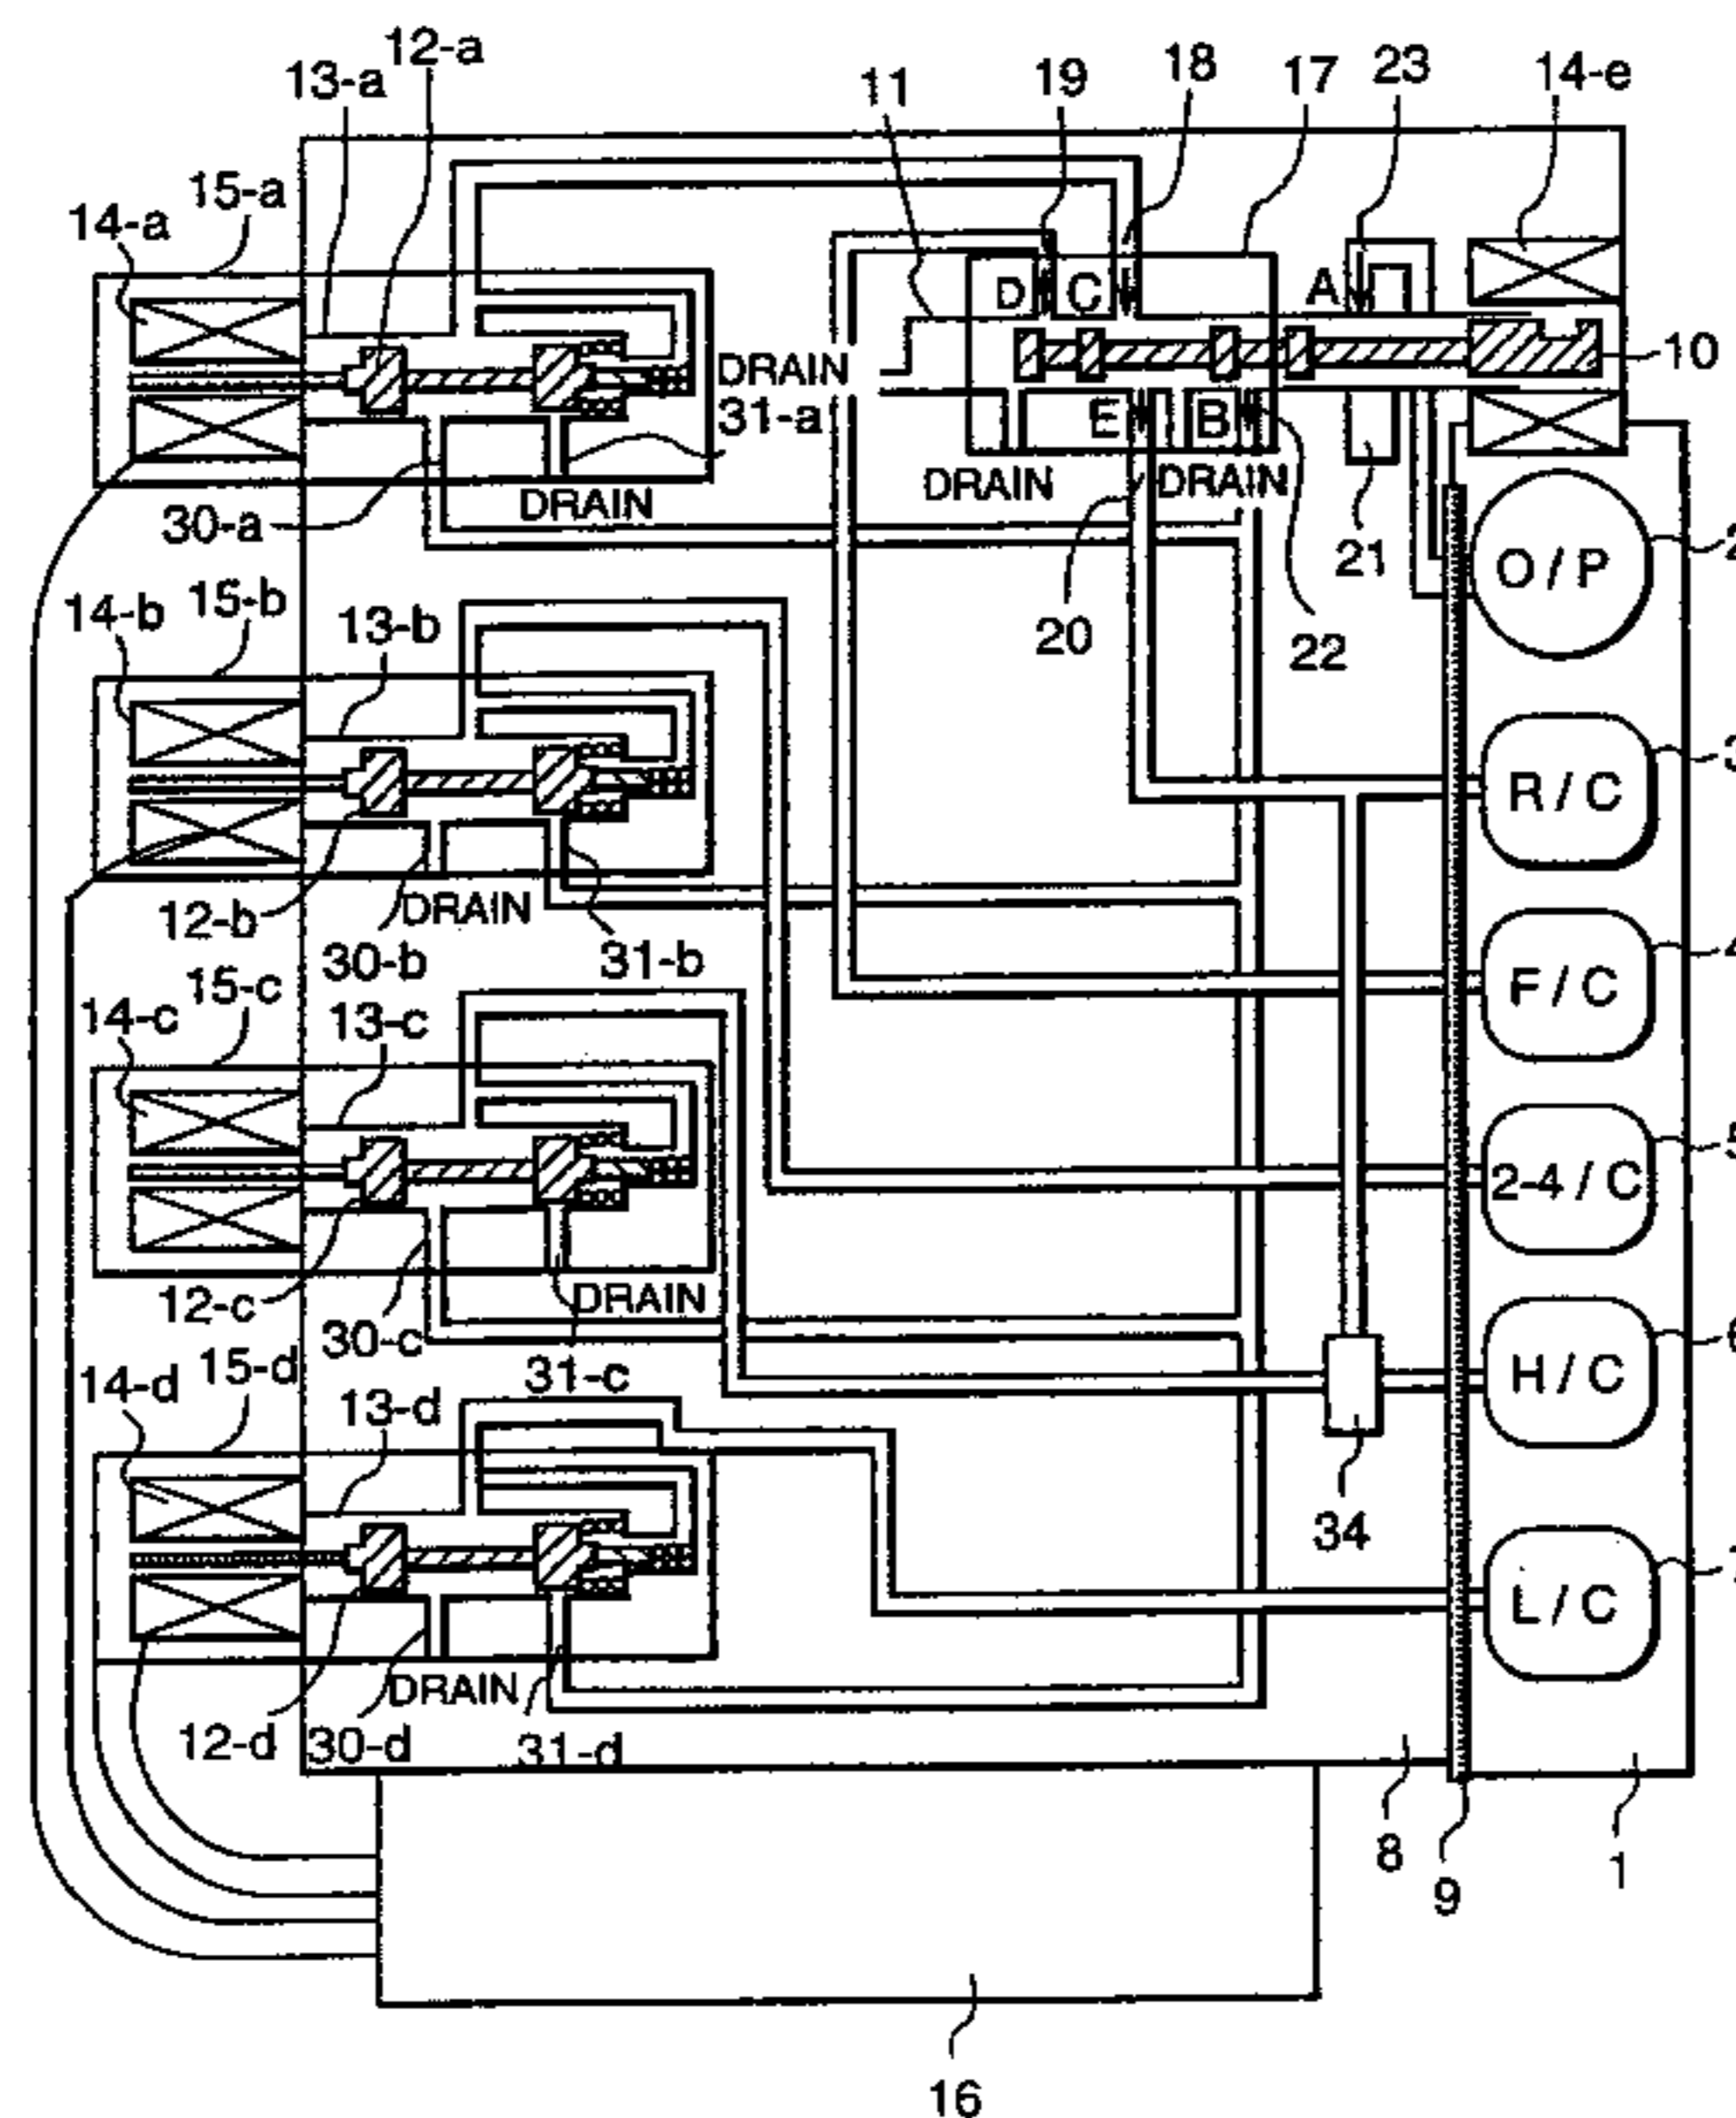 12-a
13-a
19
18
17
23
14-e
11
15-a
14-a
D
C
A
10
DRAIN
31-a
E
B
DRAIN
DRAIN
DRAIN
30-a
21
O / P
2
20
22
14-b
15-b
13-b
R / C
12-b
DRAIN
30-b
31-b
F / C
15-c
14-c
13-c
2-4 / C
12-c
DRAIN
30-c
31-c
H / C
15-d
14-d
13-d
34
L / C
DRAIN
12-d
30-d
31-d
8
9
1
16